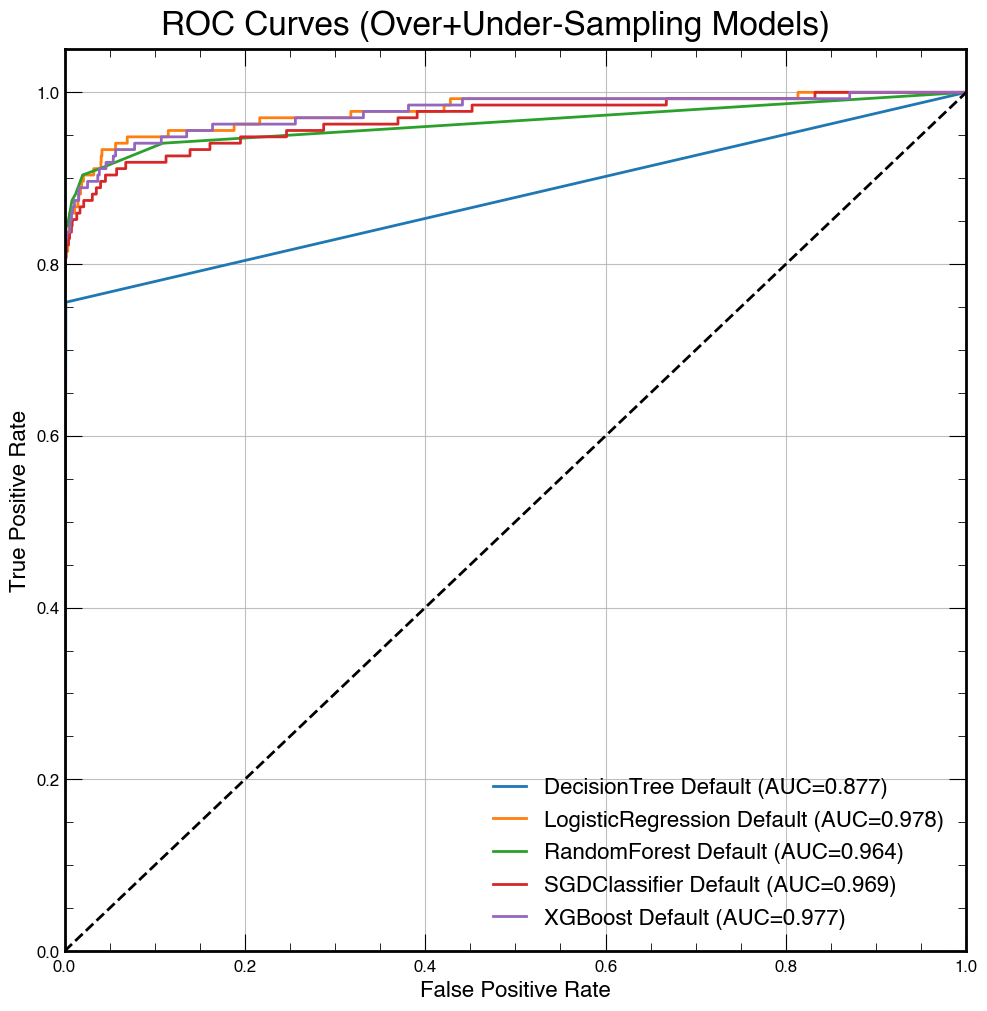 ROC Curves (Over+Under-Sampling Models)
True Positive Rate
1.0
0.8
0.6
0.4
0.2
0.0
DecisionTree Default (AUC=0.877)
LogisticRegression Default (AUC=0.978)
RandomForest Default (AUC=0.964)
SGDClassifier Default (AUC=0.969)
XGBoost Default (AUC=0.977)
0.0 0.2 0.4 0.6 0.8 1.0
False Positive Rate